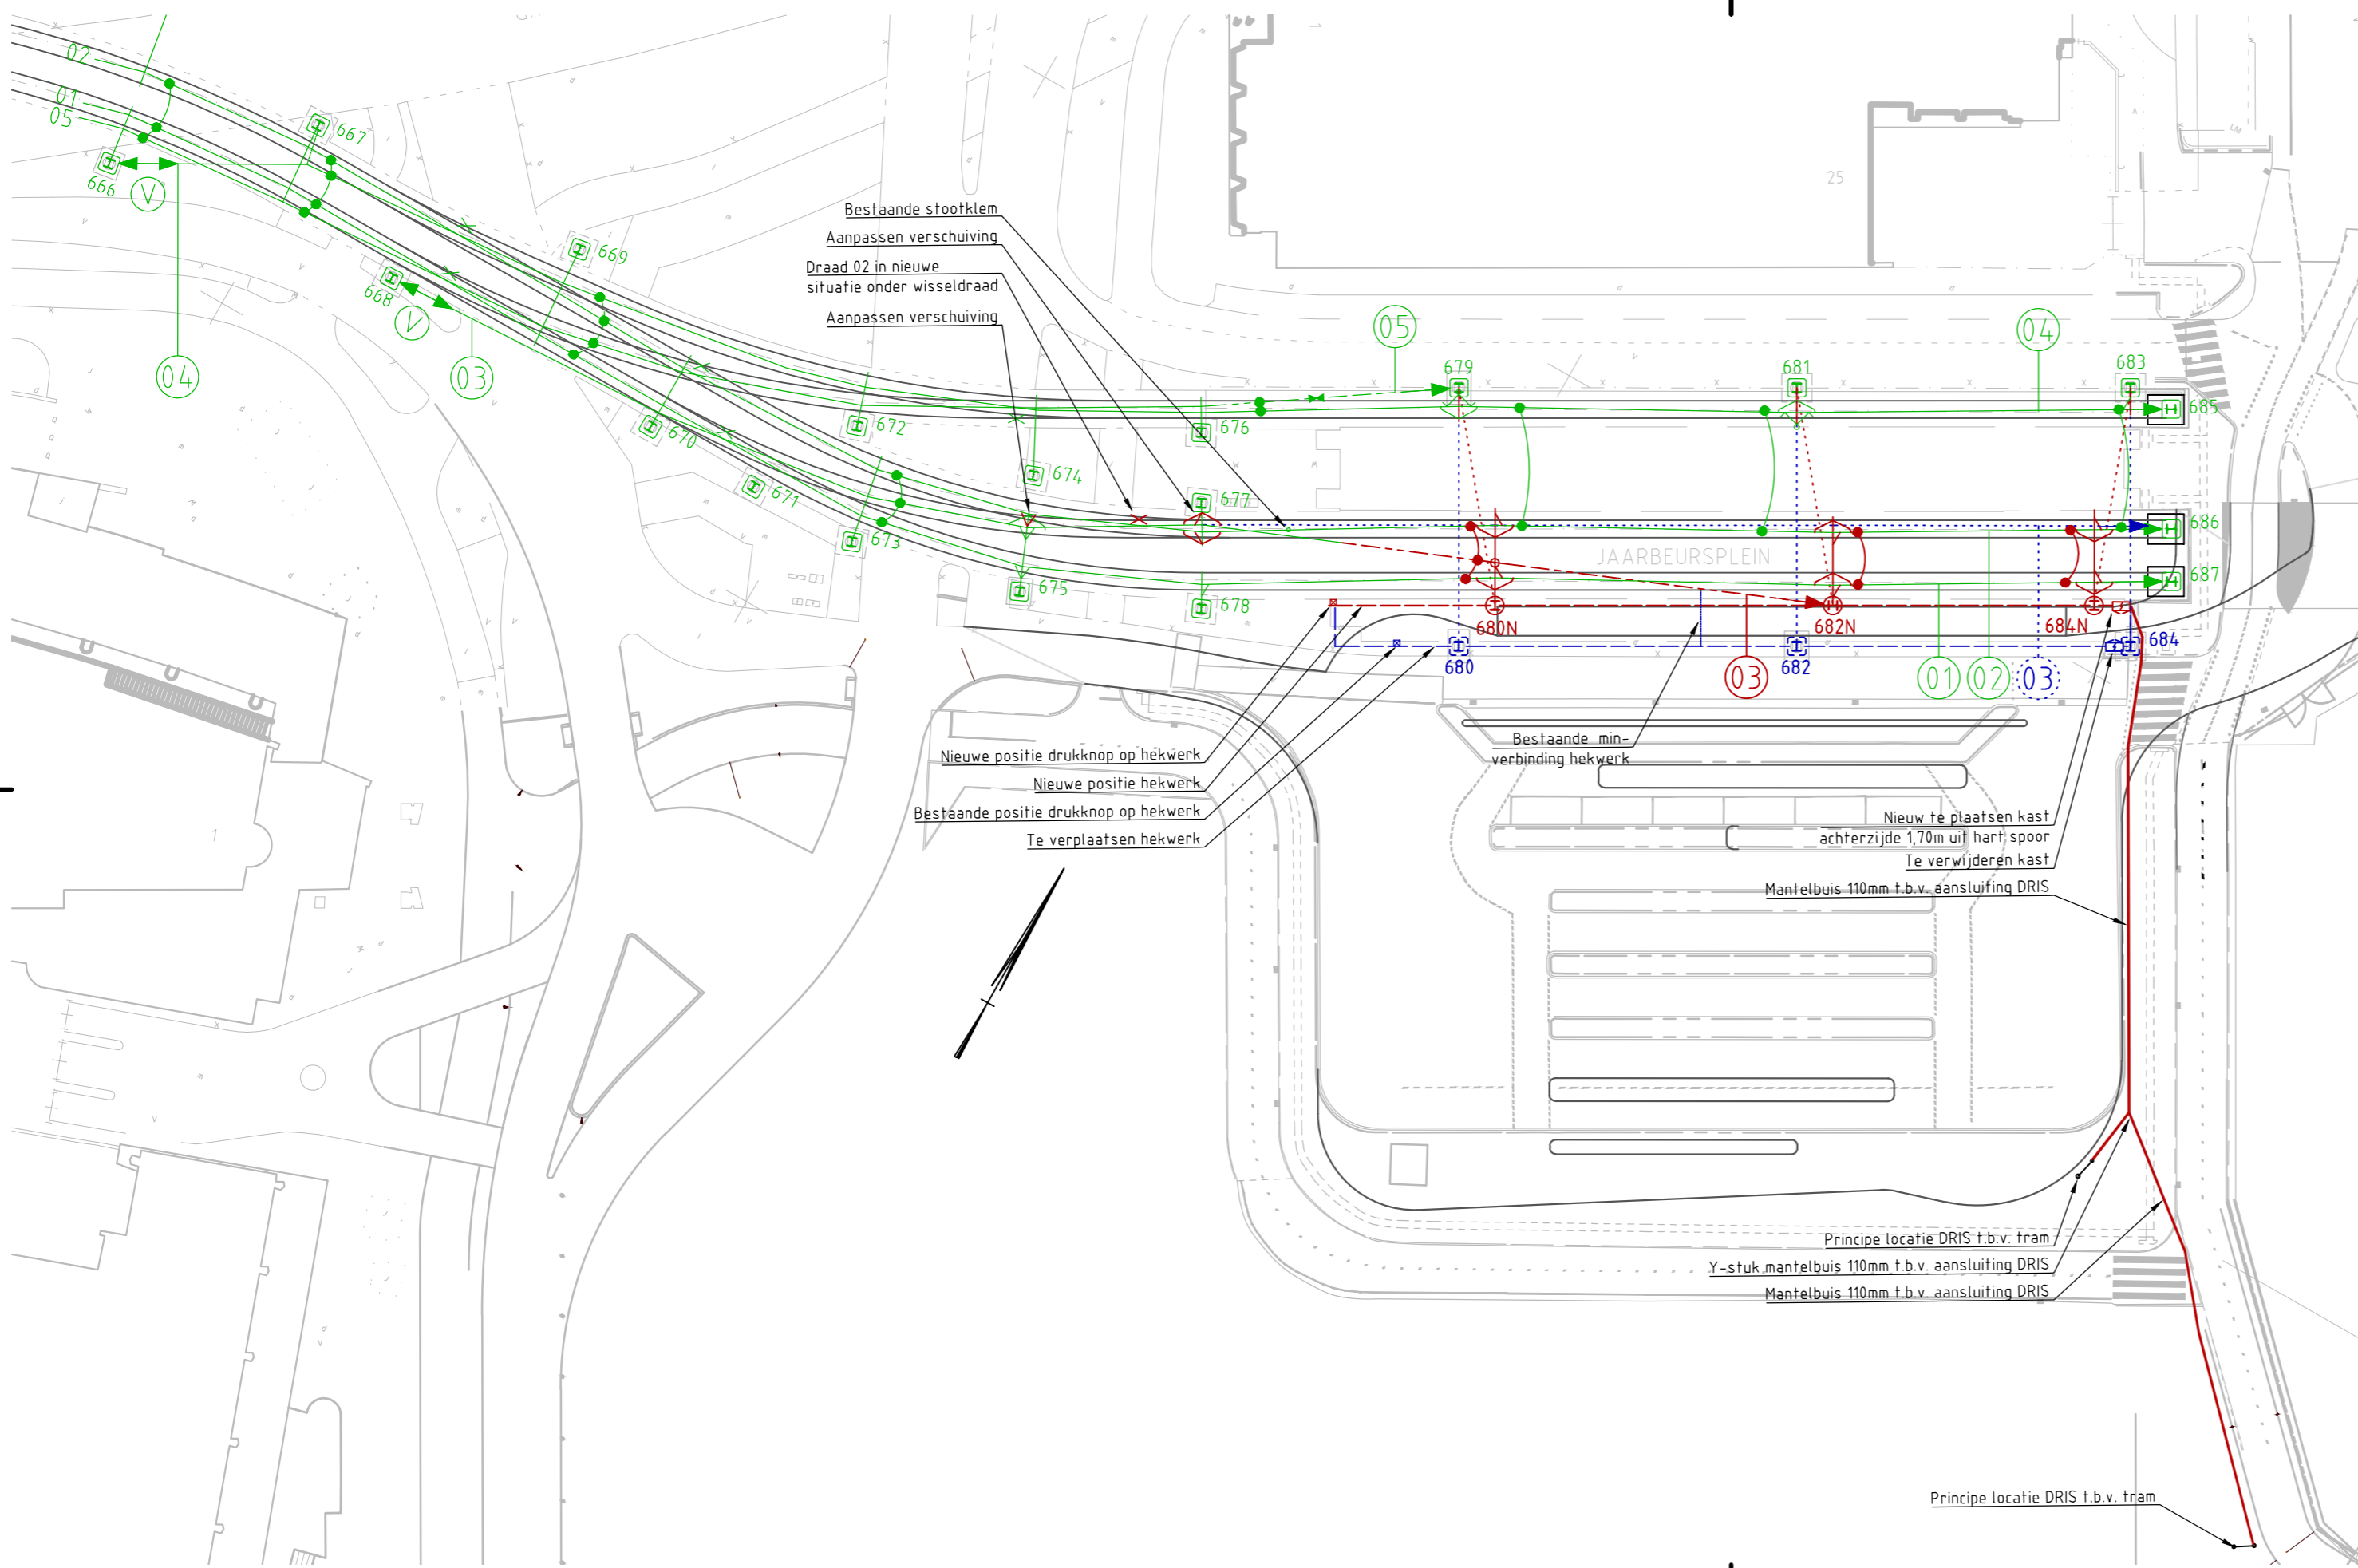 02
01
05
667
666
V
669
668
V
04
03
Bestaande stootklem
Aanpassen verschuiving
Draad 02 in nieuwe
situatie onder wisseldraad
Aanpassen verschuiving
25
05
04
679
681
683
685
670
672
676
671
674
677
673
675
678
686
JAARBEURSPLEIN
687
680N
682N
684N
684
680
682
03
01
02
03
Nieuwe positie drukknop op hekwerk
Nieuwe positie hekwerk
Bestaande positie drukknop op hekwerk
Te verplaatsen hekwerk
Bestaande min-
verbinding hekwerk
Nieuw te plaatsen kast
achterzijde 1,70m uit hart spoor
Te verwijderen kast
Mantelbuis 110mm t.b.v. aansluiting DRIS
1
Principe locatie DRIS t.b.v. tram
Y-stuk mantelbuis 110mm t.b.v. aansluiting DRIS
Mantelbuis 110mm t.b.v. aansluiting DRIS
Principe locatie DRIS t.b.v. tram